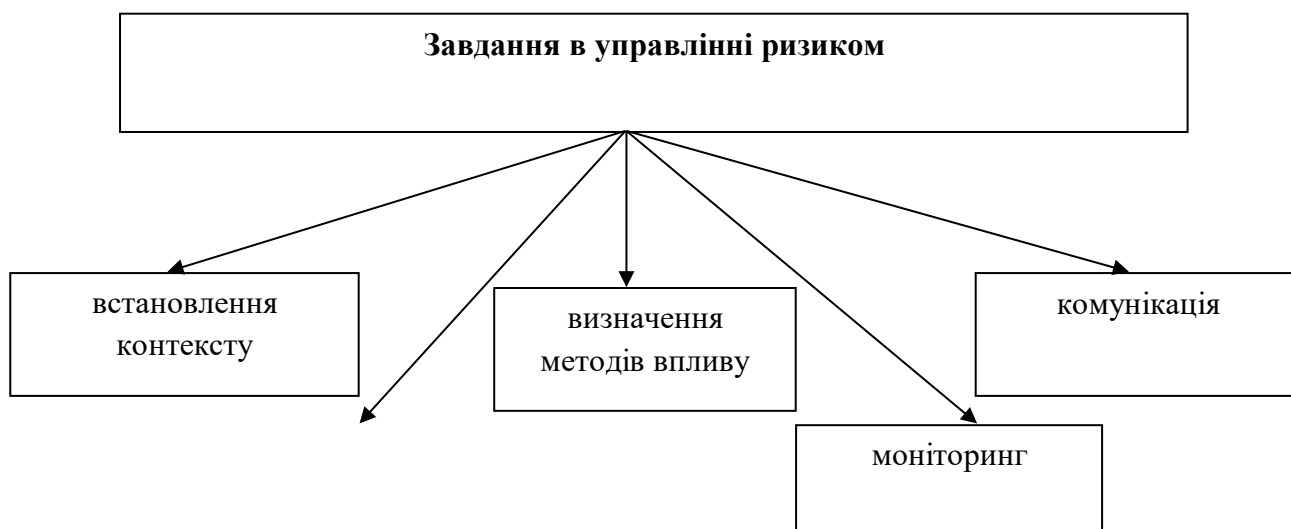 Завдання в управлінні ризиком
встановлення
контексту
визначення
методів впливу
комунікація
моніторинг